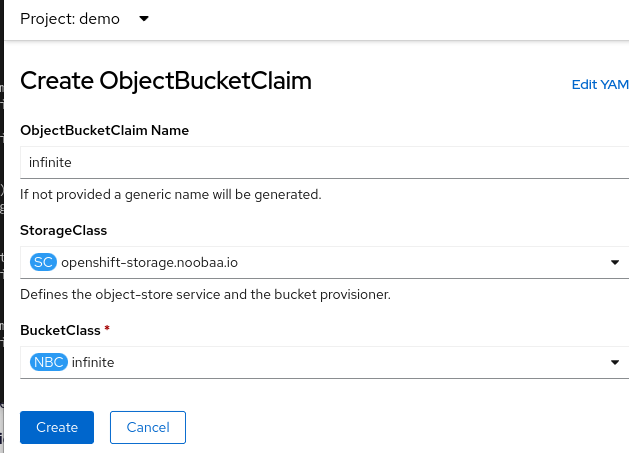 Project: demo
Create ObjectBucketClaim
Edit YAM
ObjectBucketClaim Name
infinite
If not provided a generic name will be generated.
StorageClass
SC openshift-storage.noobaa.io
Defines the object-store service and the bucket provisioner.
BucketClass *
NBC infinite
Create Cancel